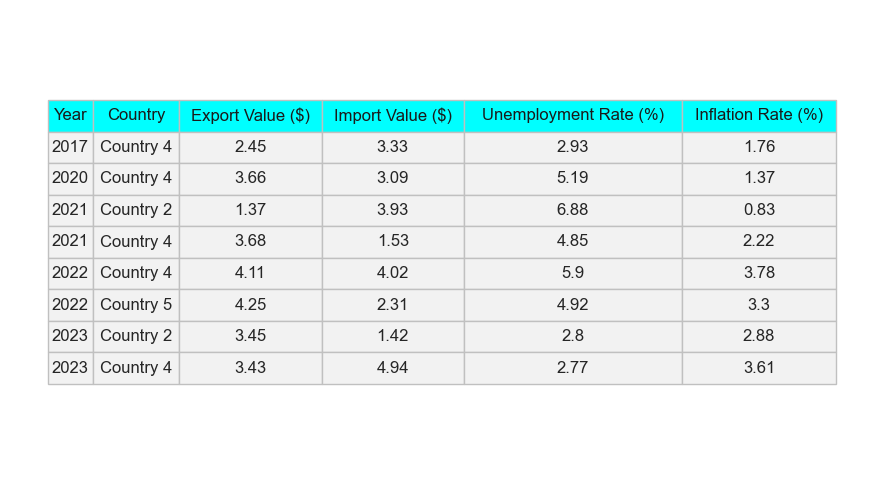 Year Country Export Value ($) Import Value ($) Unemployment Rate (%) Inflation Rate (%)
2017 Country 4 2.45 3.33 2.93 1.76
2020 Country 4 3.66 3.09 5.19 1.37
2021 Country 2 1.37 3.93 6.88 0.83
2021 Country 4 3.68 1.53 4.85 2.22
2022 Country 4 4.11 4.02 5.9 3.78
2022 Country 5 4.25 2.31 4.92 3.3
2023 Country 2 3.45 1.42 2.8 2.88
2023 Country 4 3.43 4.94 2.77 3.61